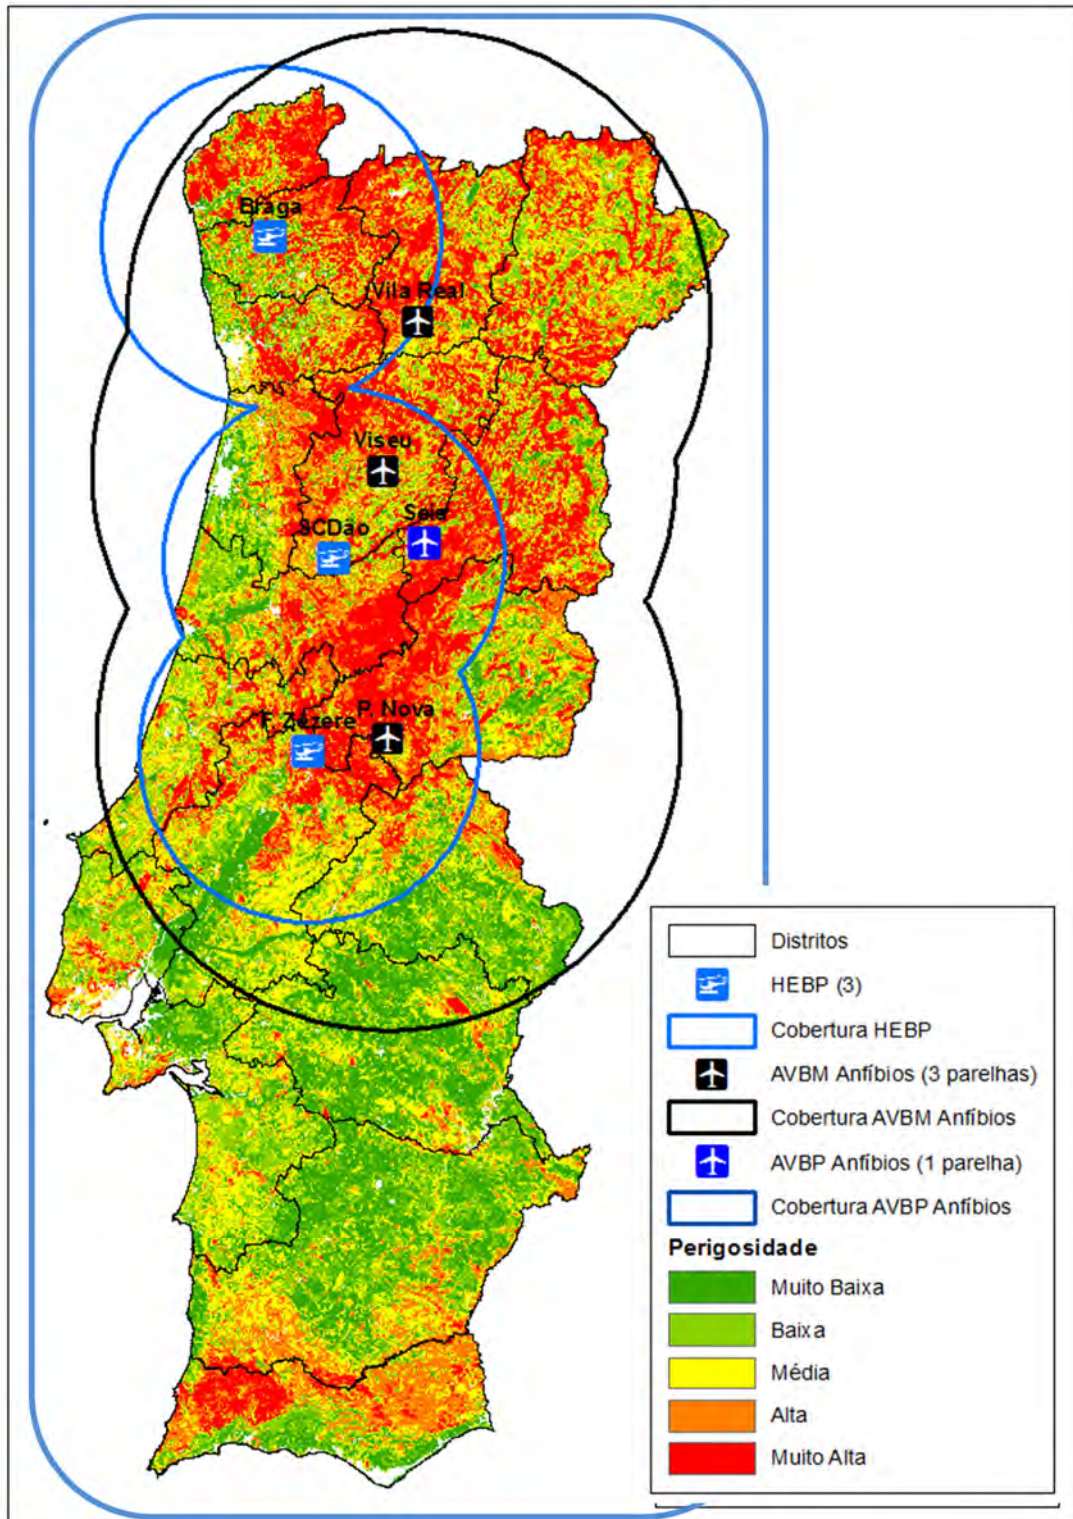 Braga
Vila Real
Viseu
Seia
SCDão
P. Nova
F. Zêzere
Distritos
HEBP (3)
Cobertura HEBP
AVBM Anfíbios (3 parelhas)
Cobertura AVBM Anfíbios
AVBP Anfíbios (1 parelha)
Cobertura AVBP Anfíbios
Perigosidade
Muito Baixa
Baixa
Média
Alta
Muito Alta